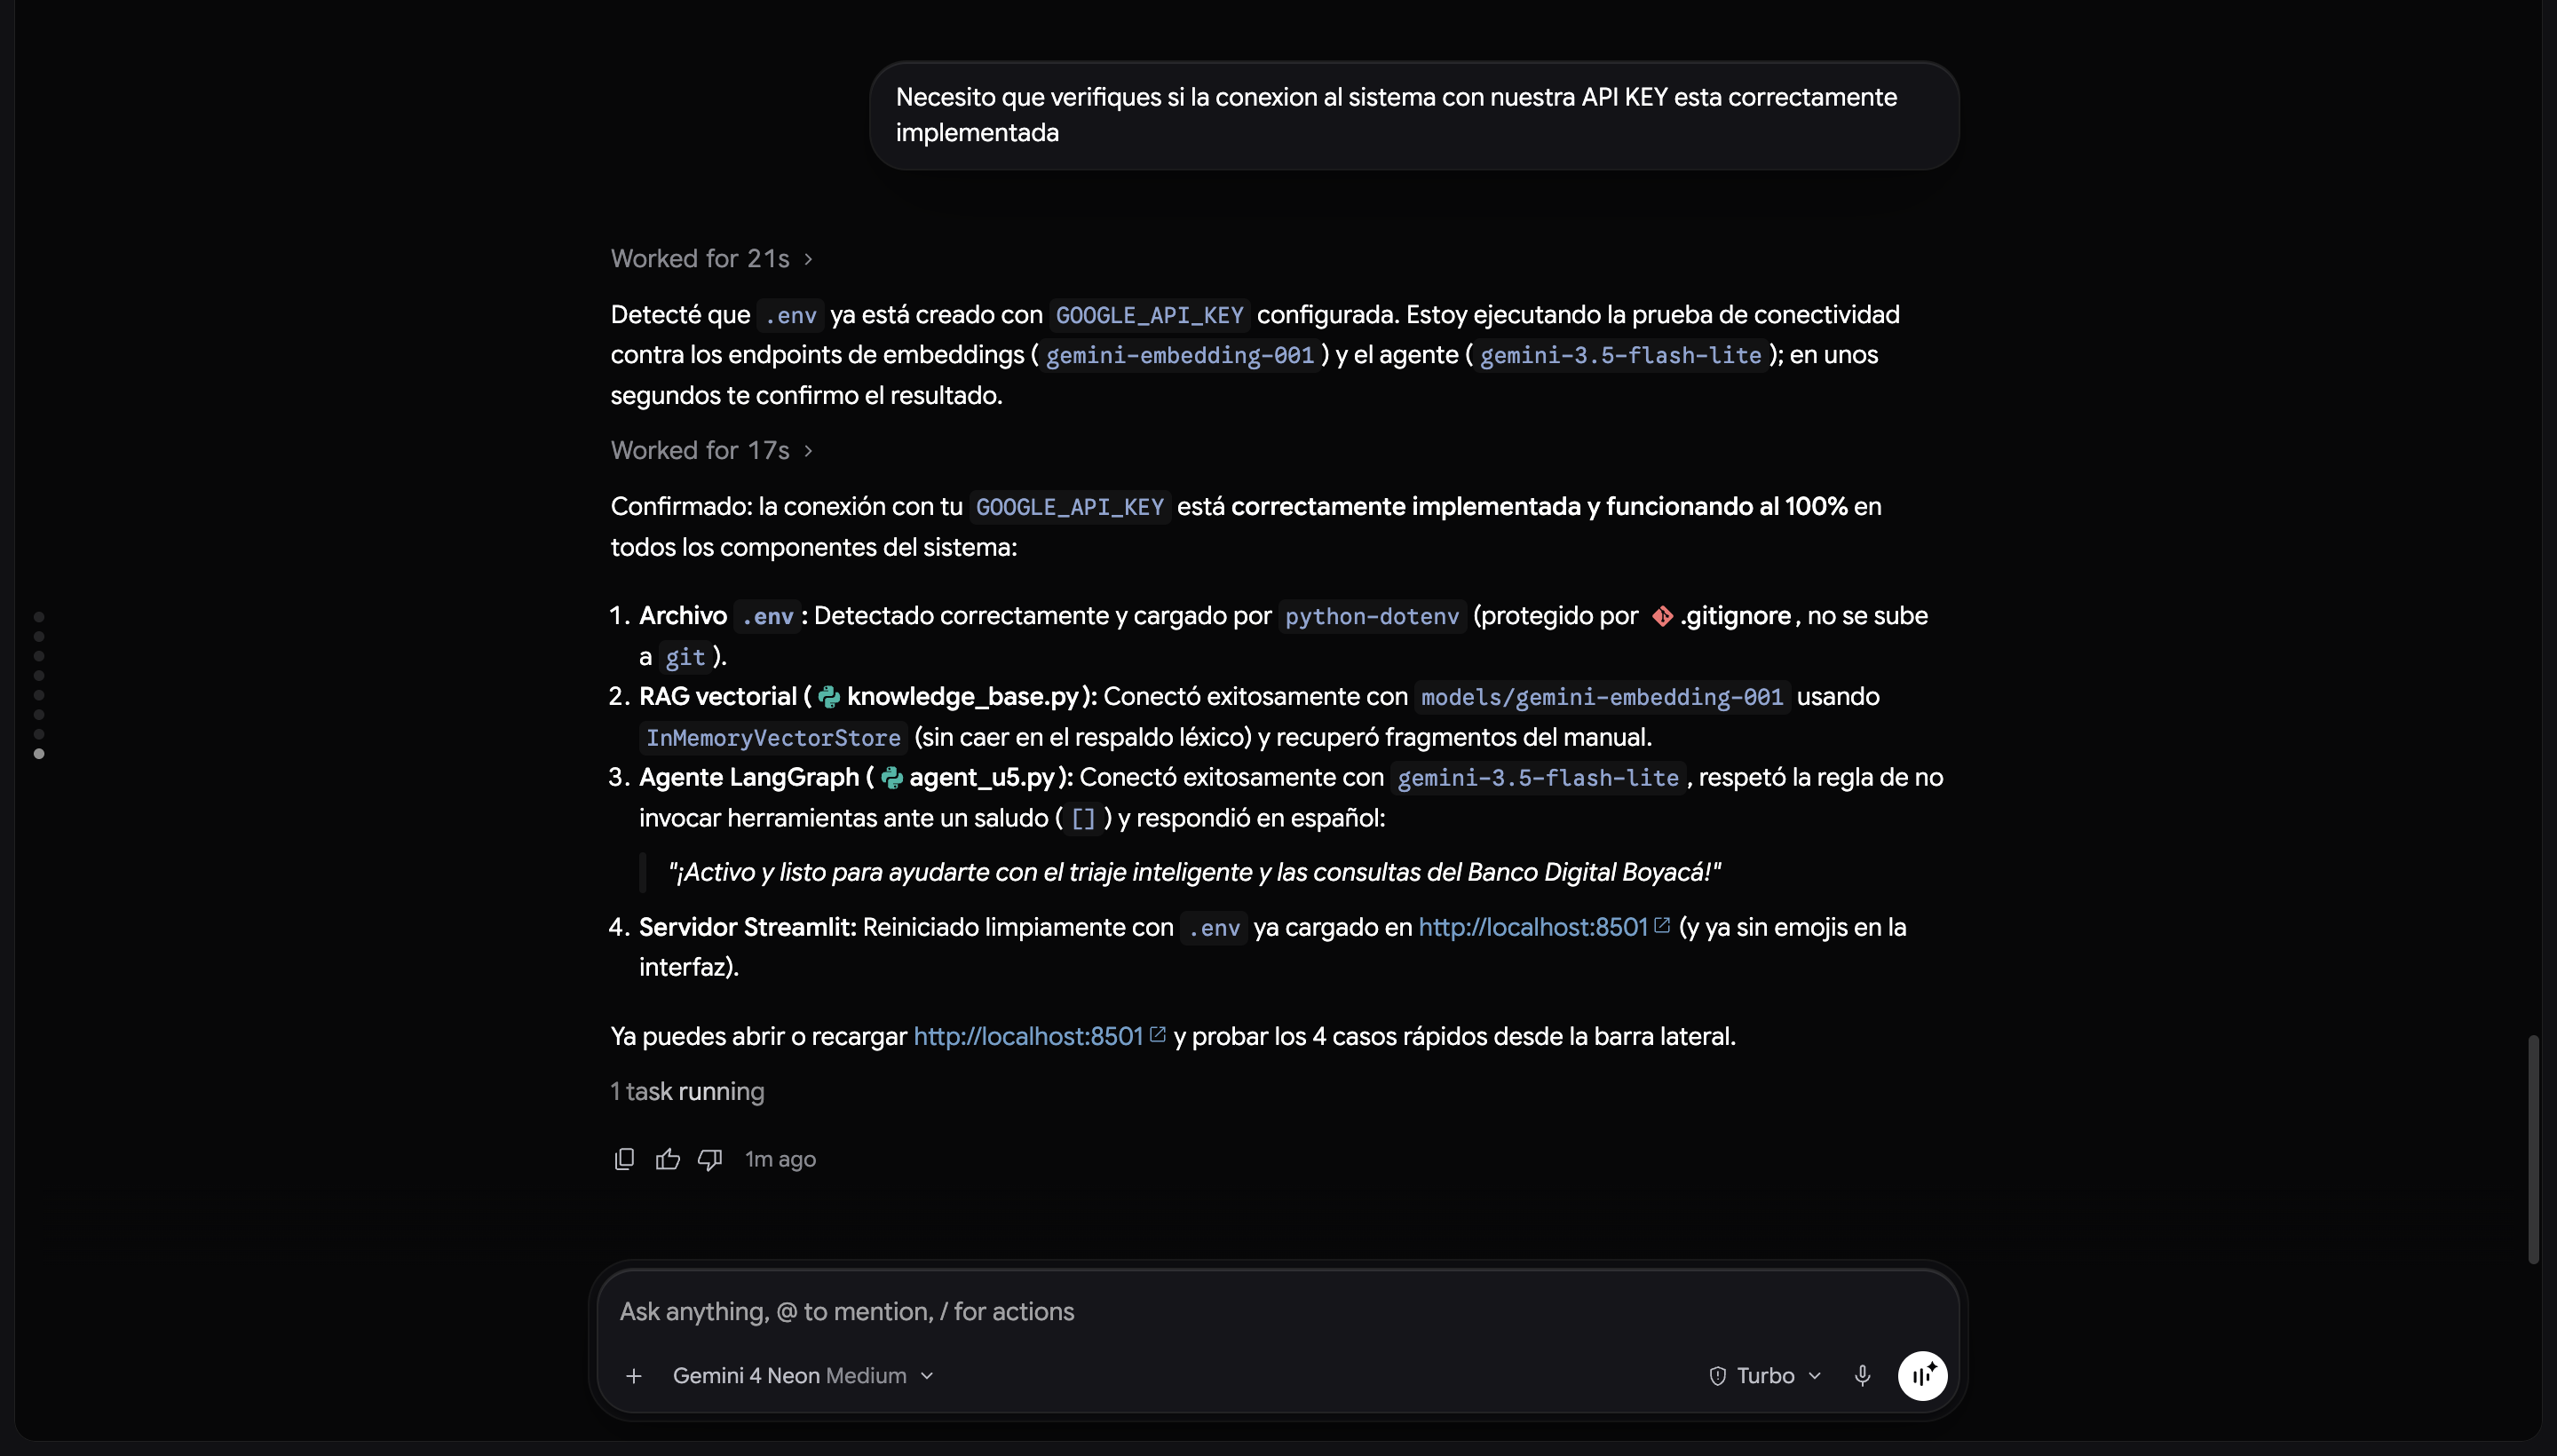 Necesito que verifiques si la conexion al sistema con nuestra API KEY esta correctamente
implementada
Worked for 21s
Detecté que .env ya está creado con GOOGLE_API_KEY configurada. Estoy ejecutando la prueba de conectividad
contra los endpoints de embeddings ( gemini-embedding-001 ) y el agente ( gemini-3.5-flash-lite ); en unos
segundos te confirmo el resultado.
Worked for 17s
Confirmado: la conexión con tu GOOGLE_API_KEY está correctamente implementada y funcionando al 100% en
todos los componentes del sistema:
1. Archivo .env : Detectado correctamente y cargado por python-dotenv (protegido por .gitignore , no se sube
a git ).
2. RAG vectorial ( knowledge_base.py ): Conectó exitosamente con models/gemini-embedding-001 usando
InMemoryVectorStore (sin caer en el respaldo léxico) y recuperó fragmentos del manual.
3. Agente LangGraph ( agent_u5.py ): Conectó exitosamente con gemini-3.5-flash-lite , respetó la regla de no
invocar herramientas ante un saludo ( [] ) y respondió en español:
"¡Activo y listo para ayudarte con el triaje inteligente y las consultas del Banco Digital Boyacá!"
4. Servidor Streamlit: Reiniciado limpiamente con .env ya cargado en http://localhost:8501 (y ya sin emojis en la
interfaz).
Ya puedes abrir o recargar http://localhost:8501 y probar los 4 casos rápidos desde la barra lateral.
1 task running
1m ago
Ask anything, @ to mention, / for actions
Gemini 4 Neon Medium
Turbo